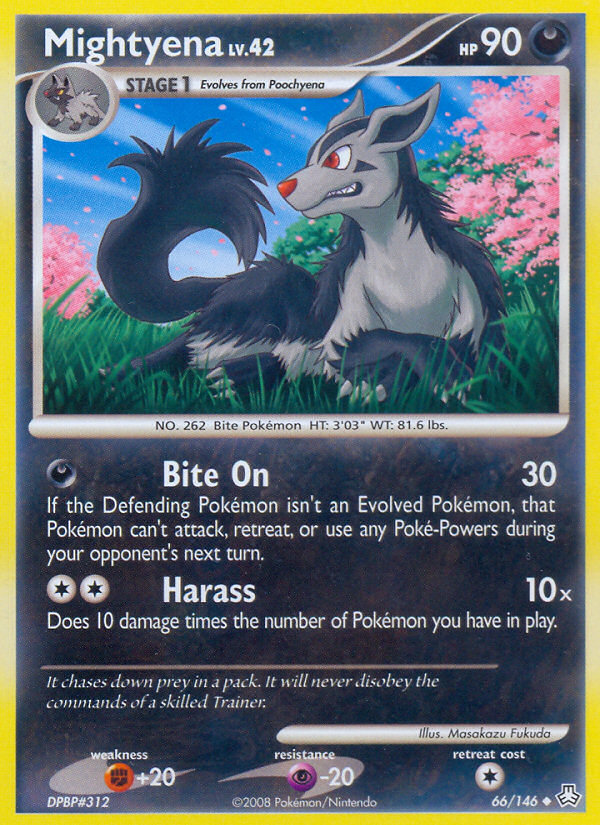 Mightyena LV.42 HP 90
STAGE 1 Evolves from Poochyena
NO. 262 Bite Pokémon HT: 3'03" WT: 81.6 lbs.
Bite On 30
If the Defending Pokémon isn't an Evolved Pokémon, that
Pokémon can't attack, retreat, or use any Poké-Powers during
your opponent's next turn.
Harass 10x
Does 10 damage times the number of Pokémon you have in play.
It chases down prey in a pack. It will never disobey the
commands of a skilled Trainer.
Illus. Masakazu Fukuda
weakness resistance retreat cost
+20 -20
DPBP#312 ©2008 Pokémon/Nintendo 66/146